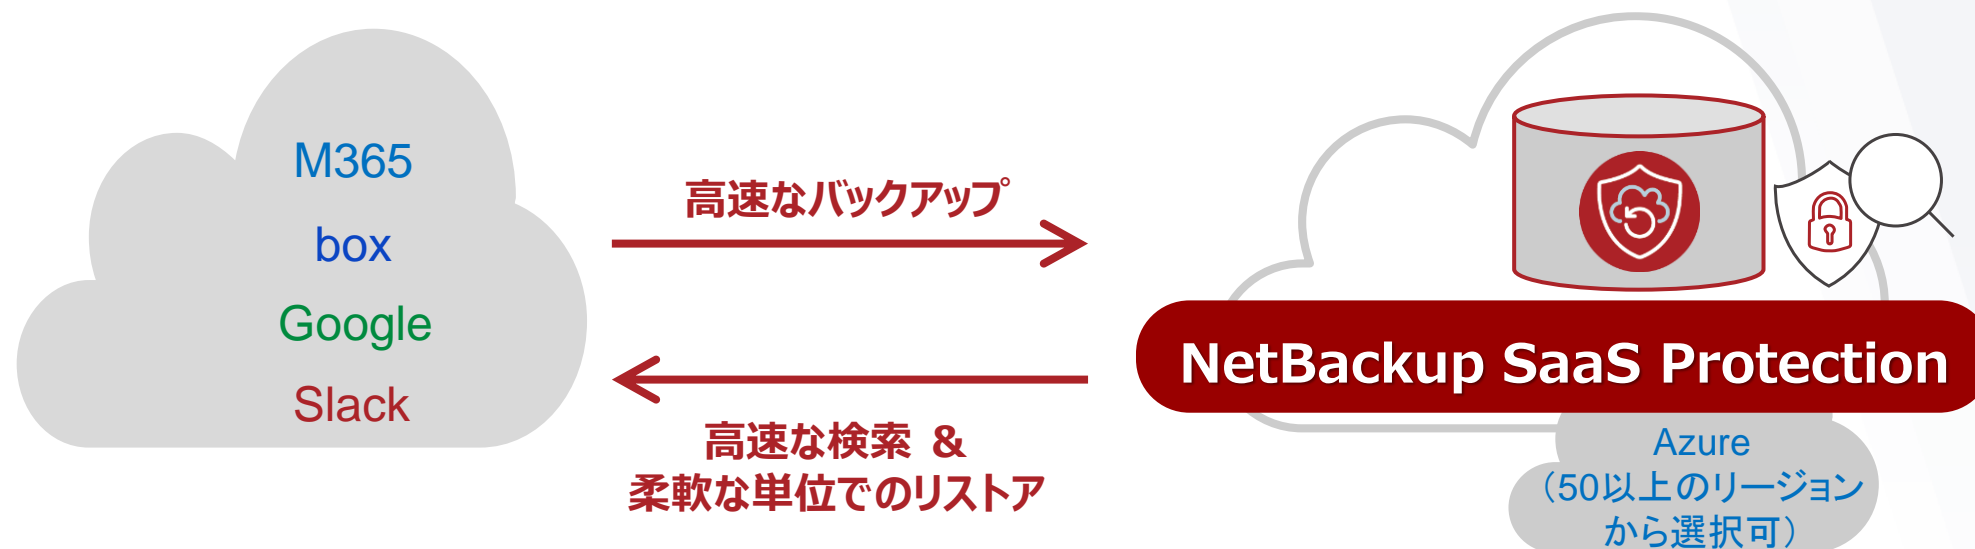 M365
box
Google
Slack
高速なバックアップ
高速な検索 &
柔軟な単位でのリストア
NetBackup SaaS Protection
Azure
（50以上のリージョン
から選択可）